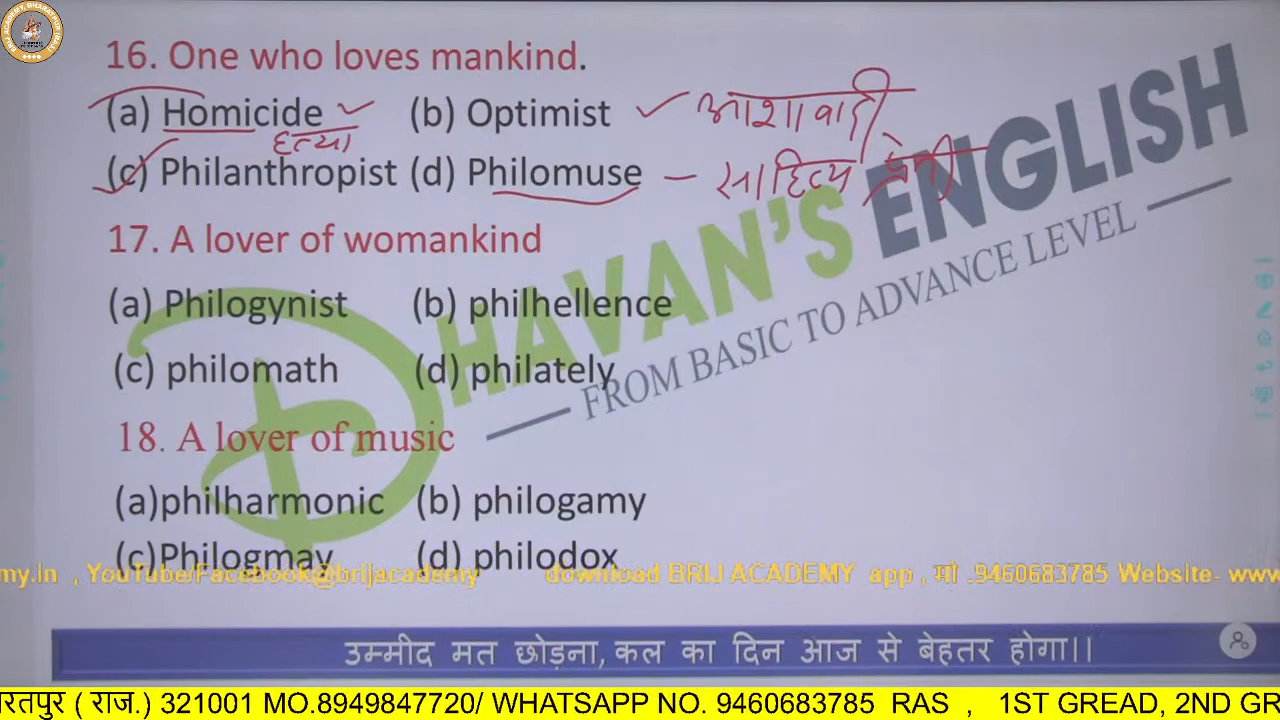 16. One who loves mankind.
(a) Homicide (b) Optimist आशावादी
हत्या
(c) Philanthropist (d) Philomuse – साहित्य प्रेमी
17. A lover of womankind
(a) Philogynist (b) philhellence
(c) philomath (d) philately
18. A lover of music
(a)philharmonic (b) philogamy
(c)Philogmay (d) philodox
DHAVAN'S ENGLISH
FROM BASIC TO ADVANCE LEVEL
my.in , YouTube/Facebook@brijacademy download BRIJ ACADEMY app , मो .9460683785 Website- www
उम्मीद मत छोड़ना, कल का दिन आज से बेहतर होगा।।
रतपुर ( राज.) 321001 MO.8949847720/ WHATSAPP NO. 9460683785 RAS , 1ST GREAD, 2ND GR